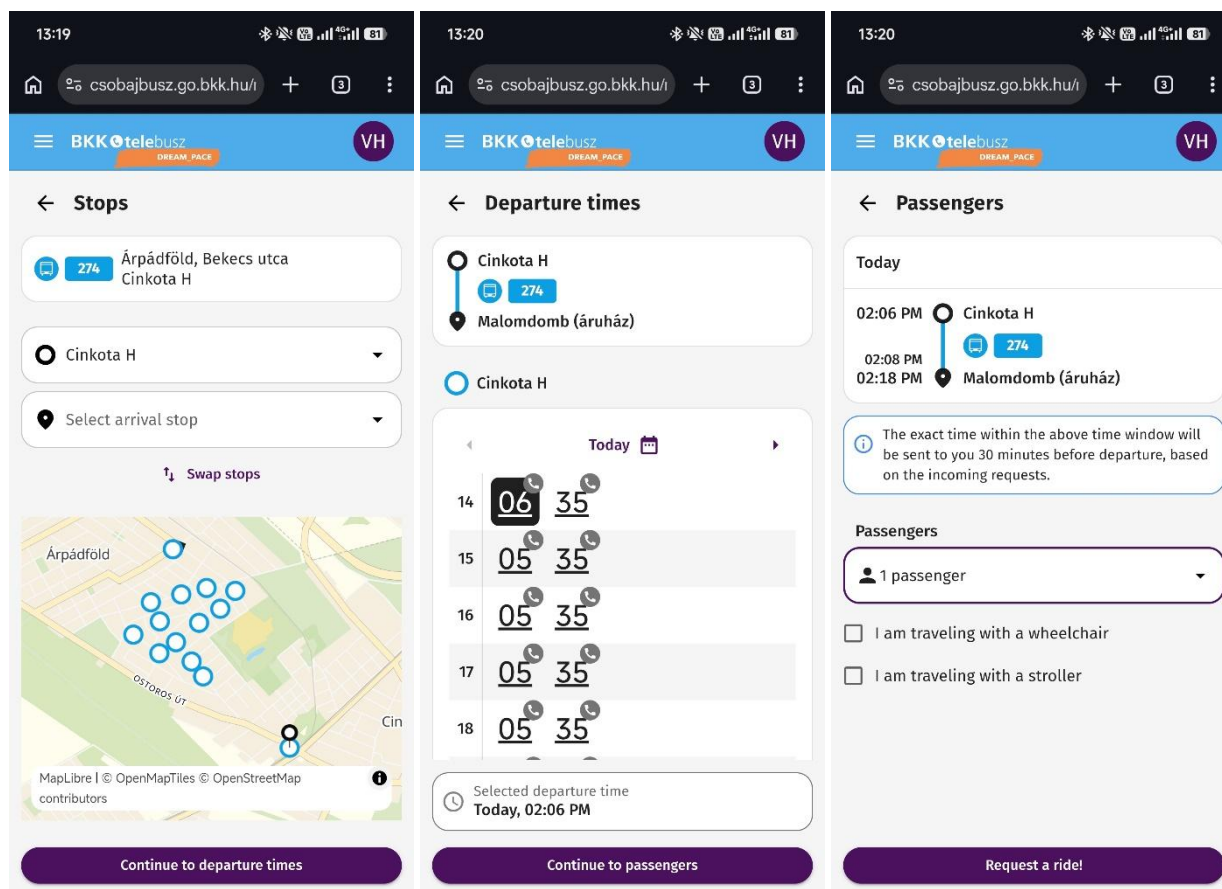 13:19
81
csobajbusz.go.bkk.hu/r
3
BKK telebusz
DREAM_PACE
VH
Stops
274
Árpádföld, Bekecs utca
Cinkota H
Cinkota H
Select arrival stop
Swap stops
Árpádföld
OSTOROS ÚT
Cin
MapLibre | © OpenMapTiles © OpenStreetMap
contributors
Continue to departure times
13:20
81
csobajbusz.go.bkk.hu/r
3
BKK telebusz
DREAM_PACE
VH
Departure times
Cinkota H
274
Malomdomb (áruház)
Cinkota H
Today
14 06 35
15 05 35
16 05 35
17 05 35
18 05 35
Selected departure time
Today, 02:06 PM
Continue to passengers
13:20
81
csobajbusz.go.bkk.hu/r
3
BKK telebusz
DREAM_PACE
VH
Passengers
Today
02:06 PM Cinkota H
274
02:08 PM
02:18 PM Malomdomb (áruház)
The exact time within the above time window will
be sent to you 30 minutes before departure, based
on the incoming requests.
Passengers
1 passenger
I am traveling with a wheelchair
I am traveling with a stroller
Request a ride!